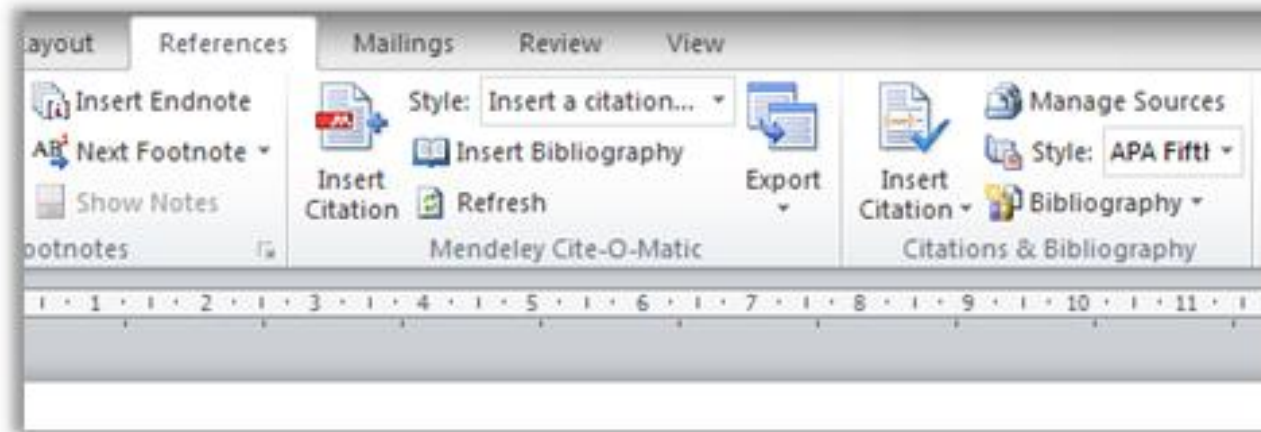 ayout References Mailings Review View
Insert Endnote
Next Footnote
Show Notes
ootnotes
Insert Citation
Style: Insert a citation...
Insert Bibliography
Refresh
Export
Mendeley Cite-O-Matic
Insert Citation
Manage Sources
Style: APA Fiftl
Bibliography
Citations & Bibliography
1 2 3 4 5 6 7 8 9 10 11